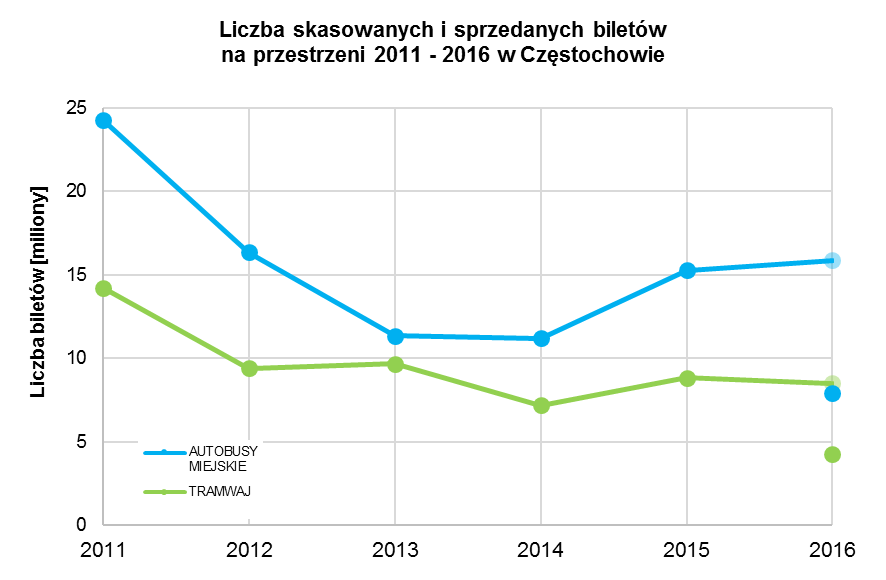 Liczba skasowanych i sprzedanych biletów
na przestrzeni 2011 - 2016 w Częstochowie
Liczba biletów [miliony]
25
20
15
10
5
0
AUTOBUSY
MIEJSKIE
TRAMWAJ
2011 2012 2013 2014 2015 2016